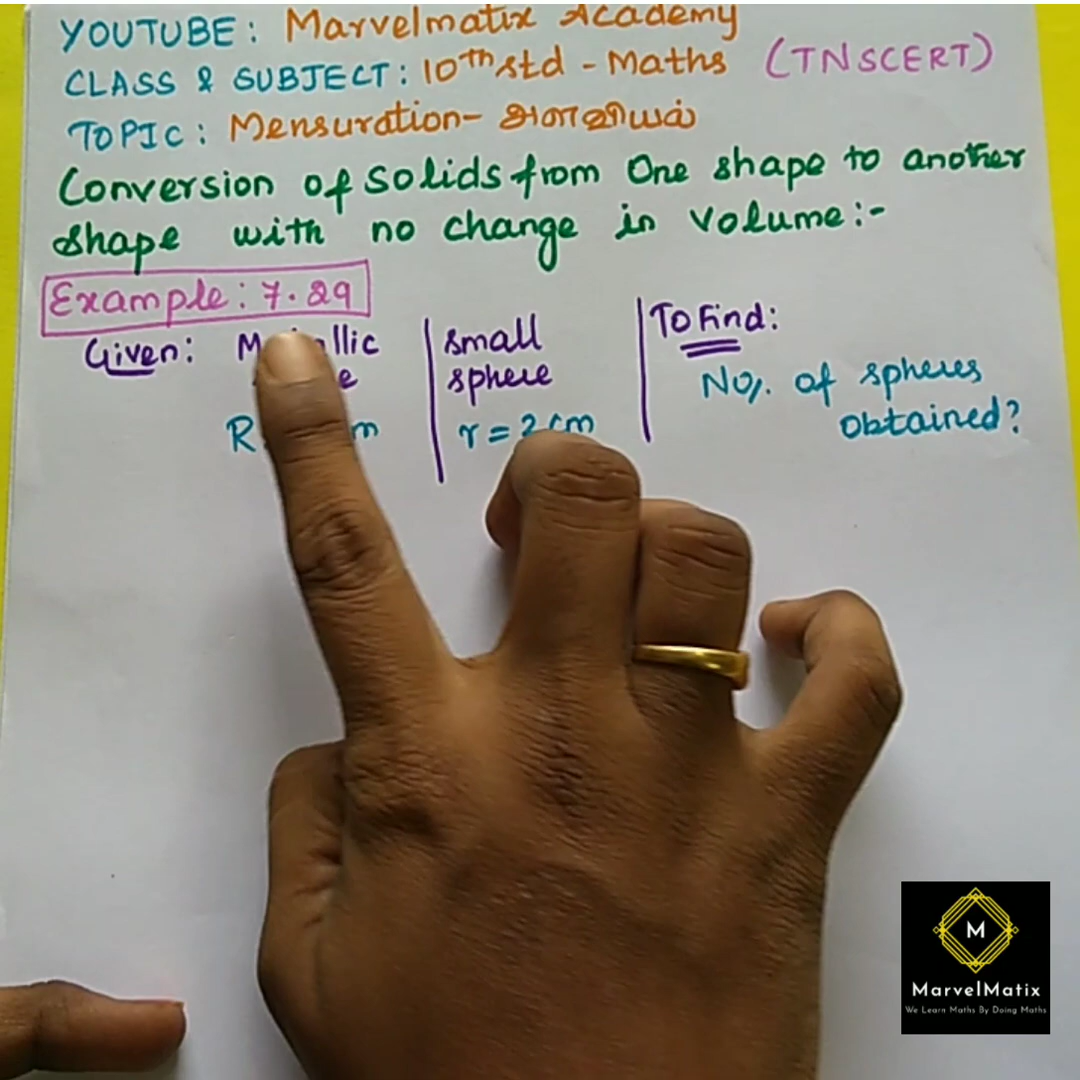 YOUTUBE: Marvelmatix Academy
CLASS & SUBJECT: 10th std - Maths (TNSCERT)
TOPIC: Mensuration- அளவியல்
Conversion of Solids from One shape to another
shape with no change in volume:-
Example: 7.29
Given:
small
sphere
r = 2 cm
To Find:
No/. of spheres
obtained?
M
MarvelMatix
We Learn Maths By Doing Maths